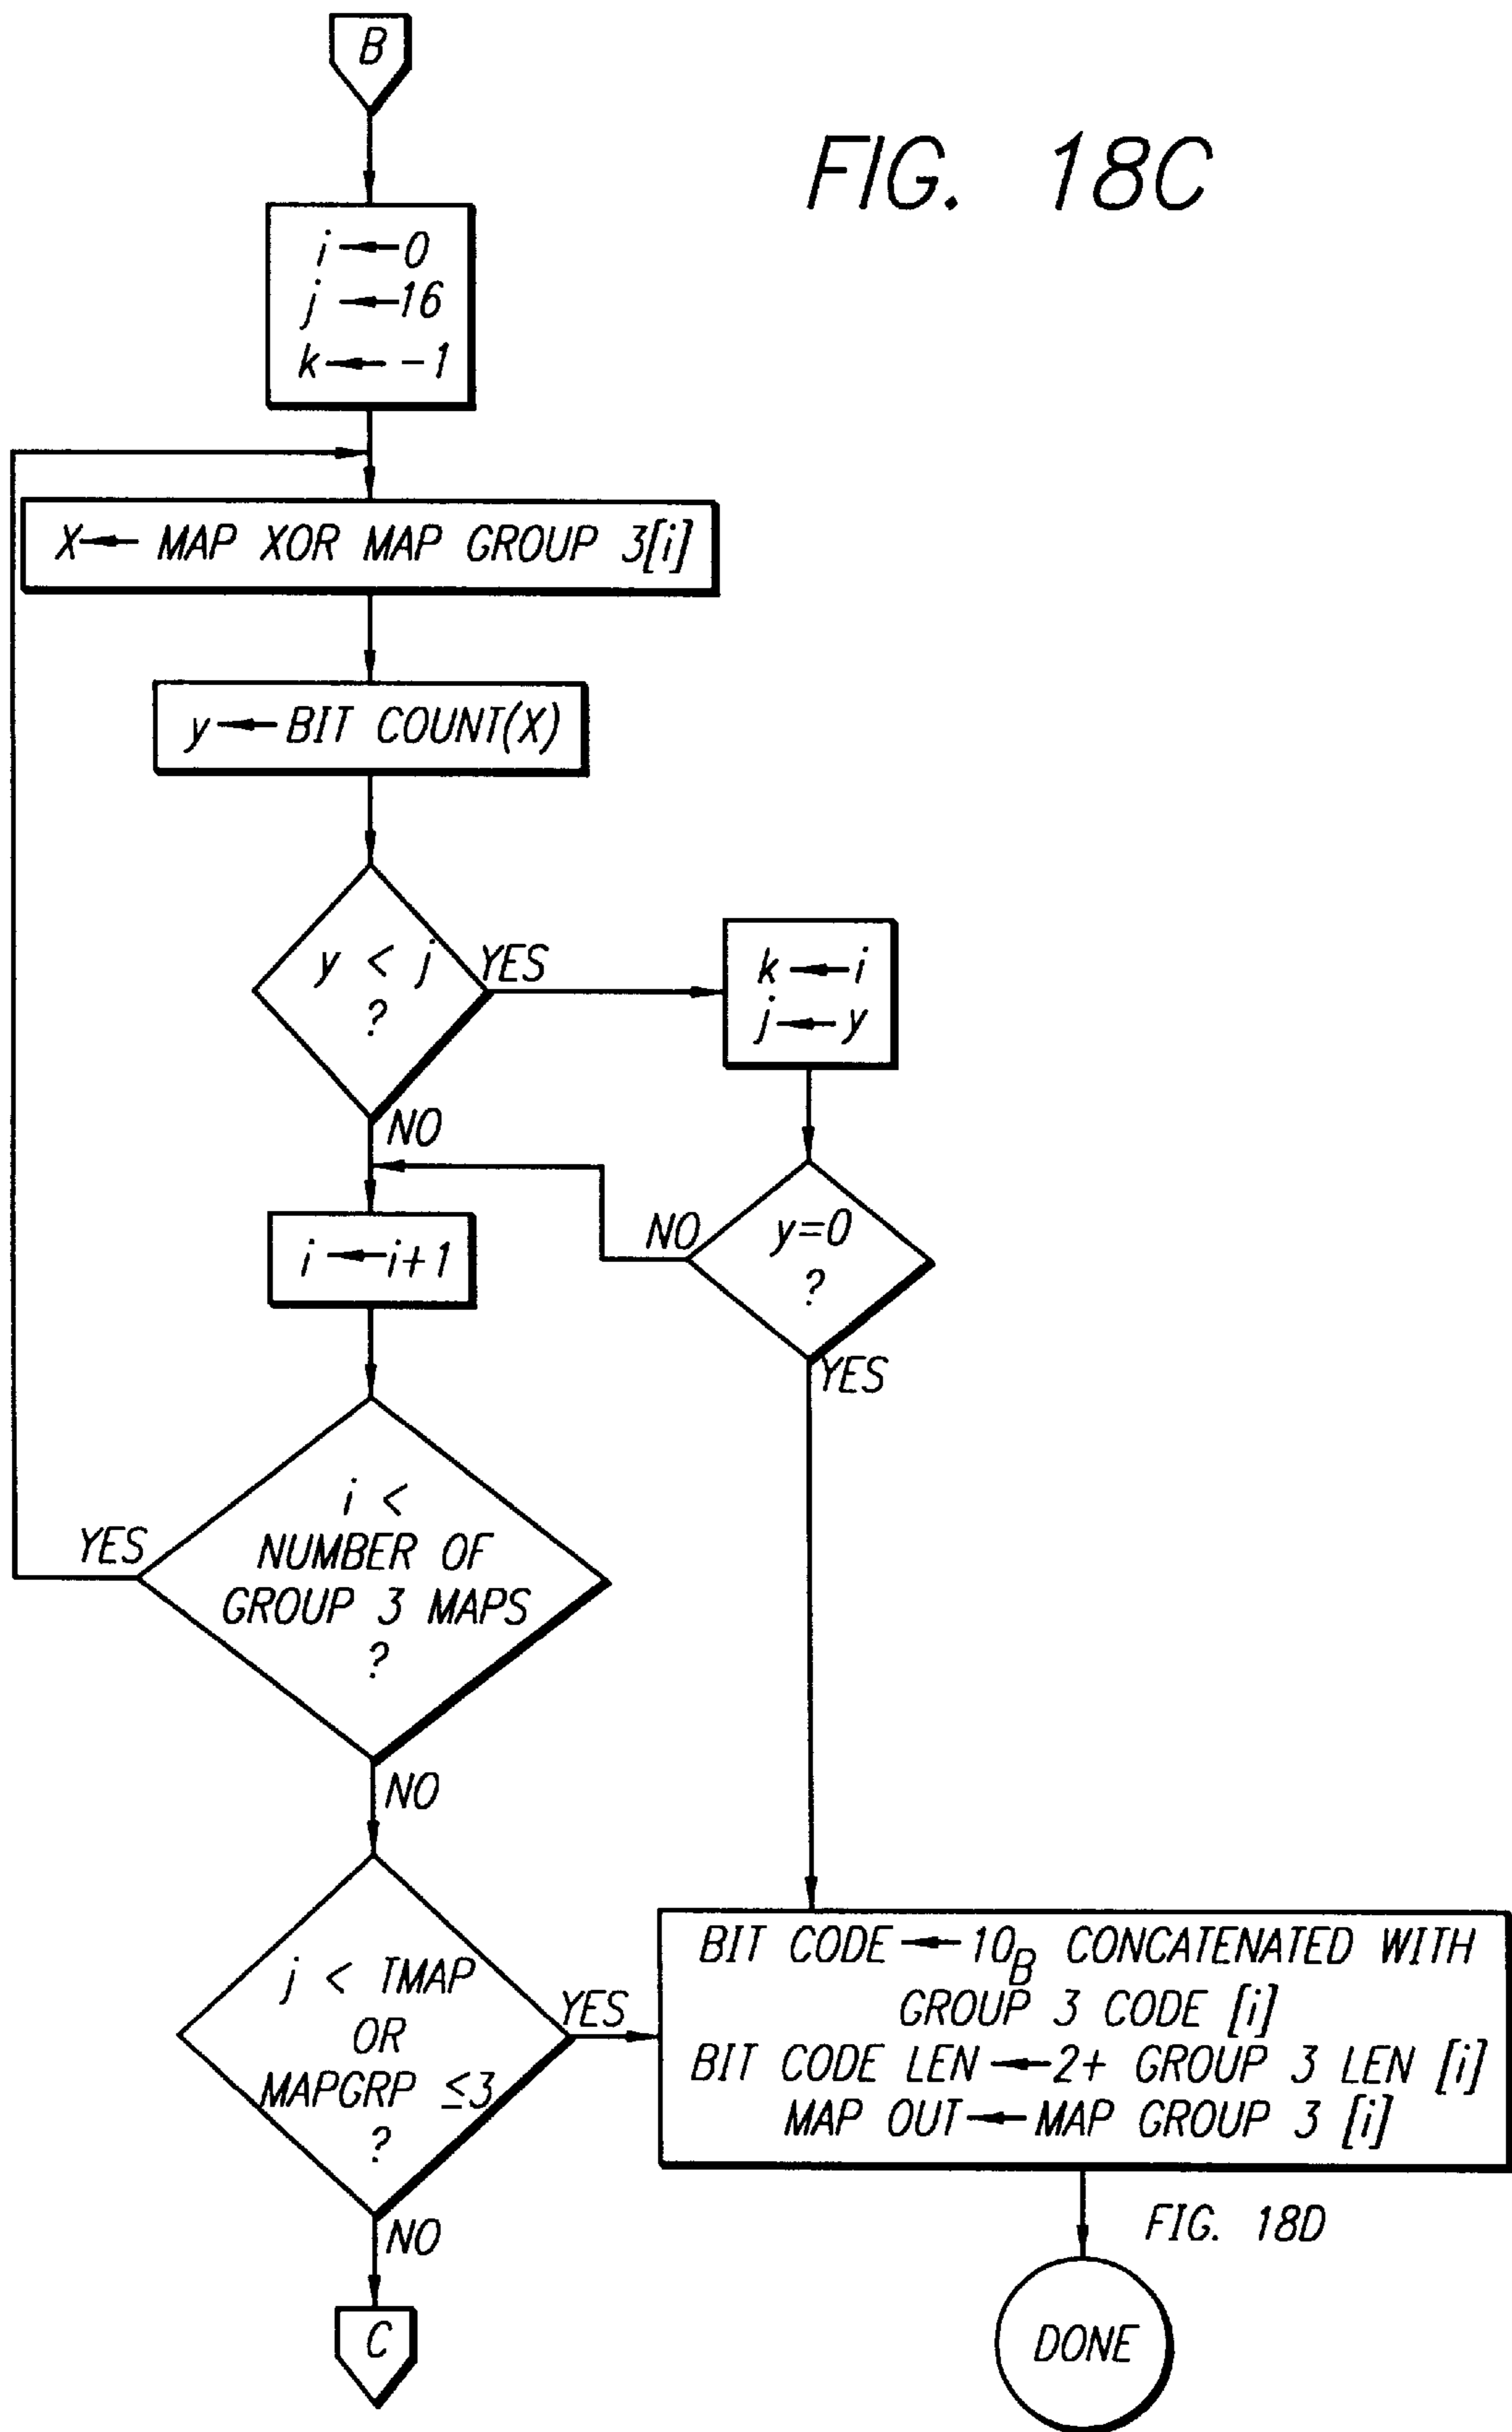 B
FIG. 18C
i ← 0
j ← 16
k ← -1
X ← MAP XOR MAP GROUP 3[i]
y ← BIT COUNT(X)
y < j
?
YES
k ← i
j ← y
NO
i ← i+1
NO
y=0
?
YES
i <
NUMBER OF
GROUP 3 MAPS
?
YES
NO
j < TMAP
OR
MAPGRP ≤3
?
YES
BIT CODE ← 10B CONCATENATED WITH
GROUP 3 CODE [i]
BIT CODE LEN ← 2+ GROUP 3 LEN [i]
MAP OUT ← MAP GROUP 3 [i]
NO
FIG. 18D
C
DONE